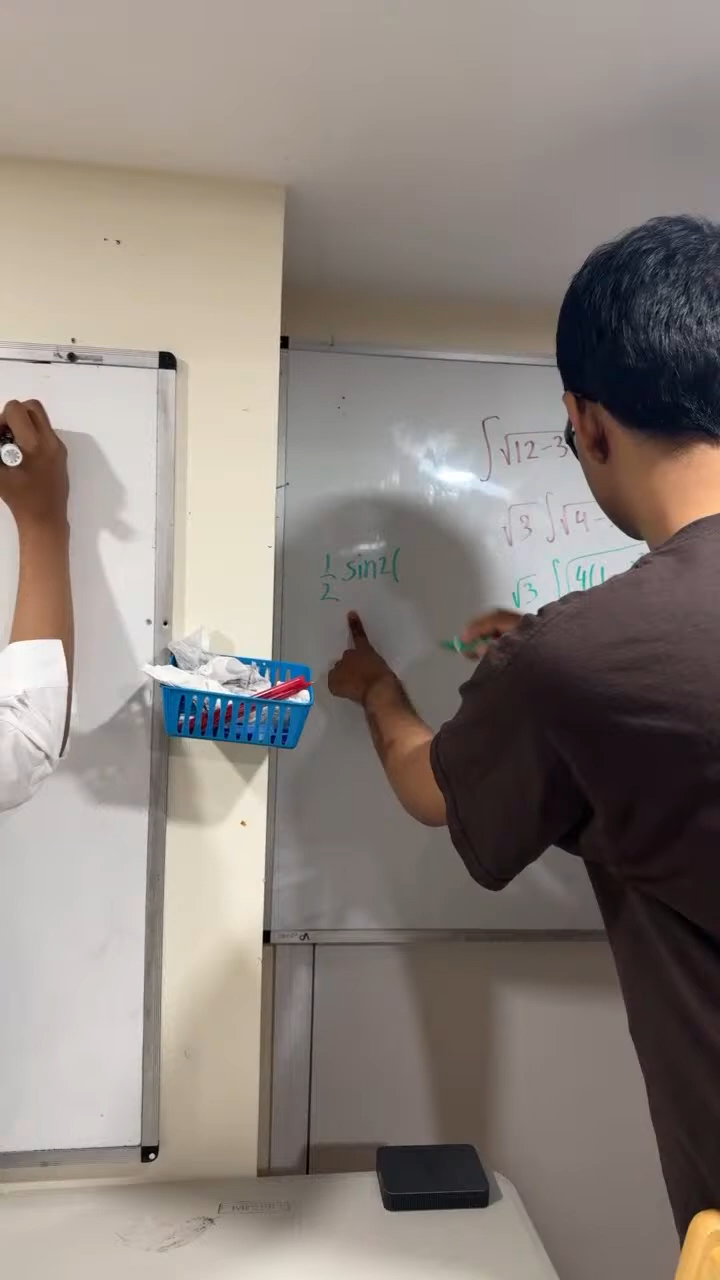 ∫√12-3
√3 ∫√4-
1/2 sin2(
√3 ∫√4(1